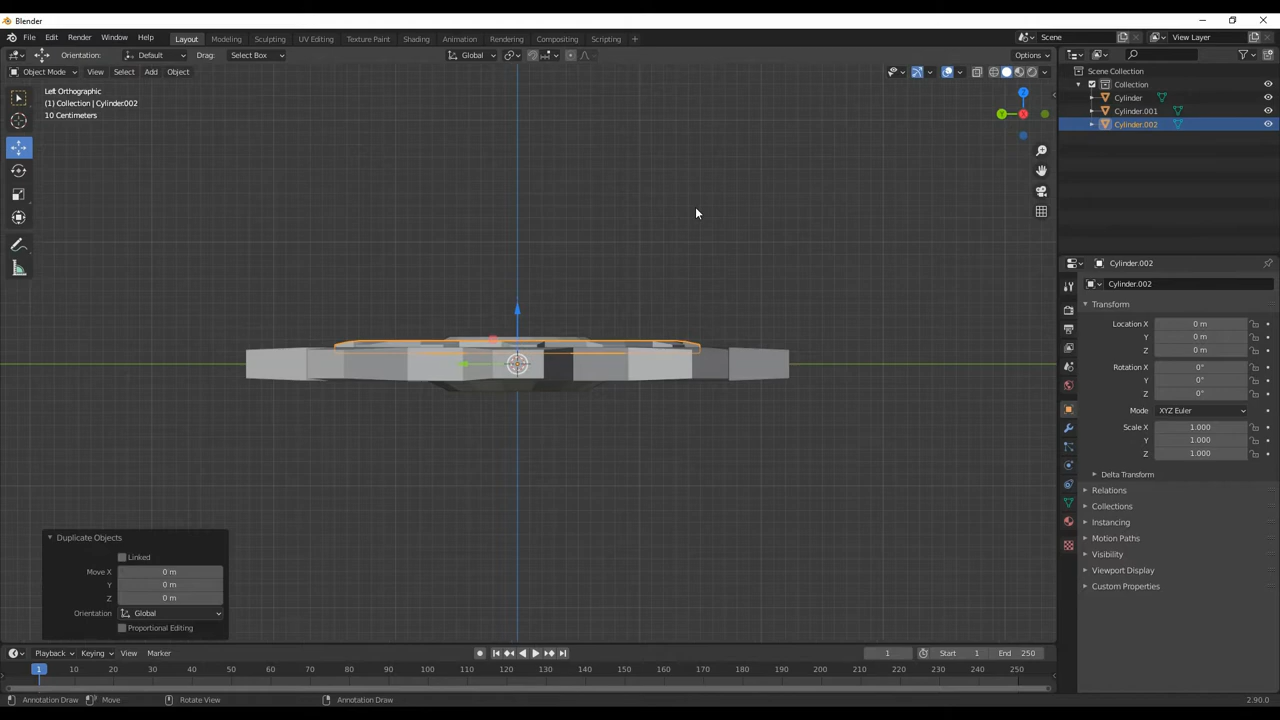 Blender
File Edit Render Window Help Layout Modeling Sculpting UV Editing Texture Paint Shading Animation Rendering Compositing Scripting + Scene View Layer
Orientation: Default Drag: Select Box Global Options
Object Mode View Select Add Object
Left Orthographic
(1) Collection | Cylinder.002
10 Centimeters
Z
Y
X
Scene Collection
Collection
Cylinder
Cylinder.001
Cylinder.002
Cylinder.002
Cylinder.002
Transform
Location X 0 m
Y 0 m
Z 0 m
Rotation X 0°
Y 0°
Z 0°
Mode XYZ Euler
Scale X 1.000
Y 1.000
Z 1.000
Delta Transform
Relations
Collections
Instancing
Motion Paths
Visibility
Viewport Display
Custom Properties
Duplicate Objects
Linked
Move X 0 m
Y 0 m
Z 0 m
Orientation Global
Proportional Editing
Playback Keying View Marker 1 Start 1 End 250
1 10 20 30 40 50 60 70 80 90 100 110 120 130 140 150 160 170 180 190 200 210 220 230 240 250
Annotation Draw Move Rotate View Annotation Draw 2.90.0